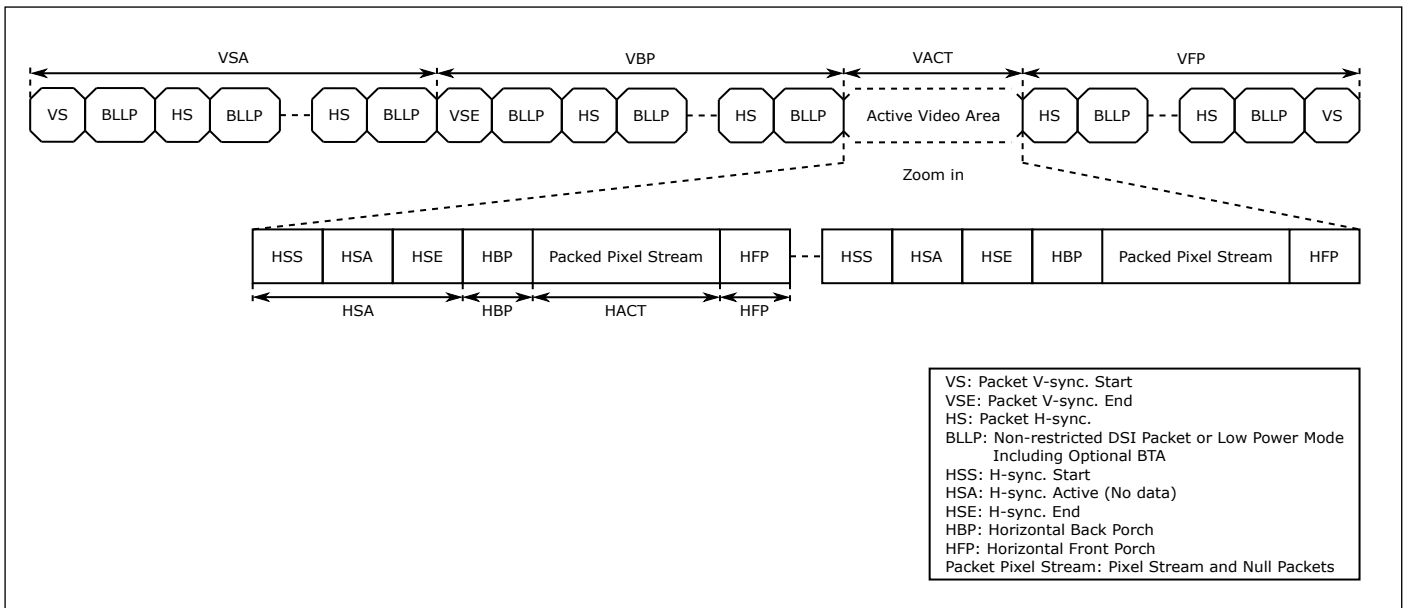 VSA VBP VACT VFP
VS BLLP HS BLLP HS BLLP VSE BLLP HS BLLP HS BLLP Active Video Area HS BLLP HS BLLP VS
Zoom in
HSS HSA HSE HBP Packed Pixel Stream HFP HSS HSA HSE HBP Packed Pixel Stream HFP
HSA HBP HACT HFP
VS: Packet V-sync. Start
VSE: Packet V-sync. End
HS: Packet H-sync.
BLLP: Non-restricted DSI Packet or Low Power Mode
Including Optional BTA
HSS: H-sync. Start
HSA: H-sync. Active (No data)
HSE: H-sync. End
HBP: Horizontal Back Porch
HFP: Horizontal Front Porch
Packet Pixel Stream: Pixel Stream and Null Packets